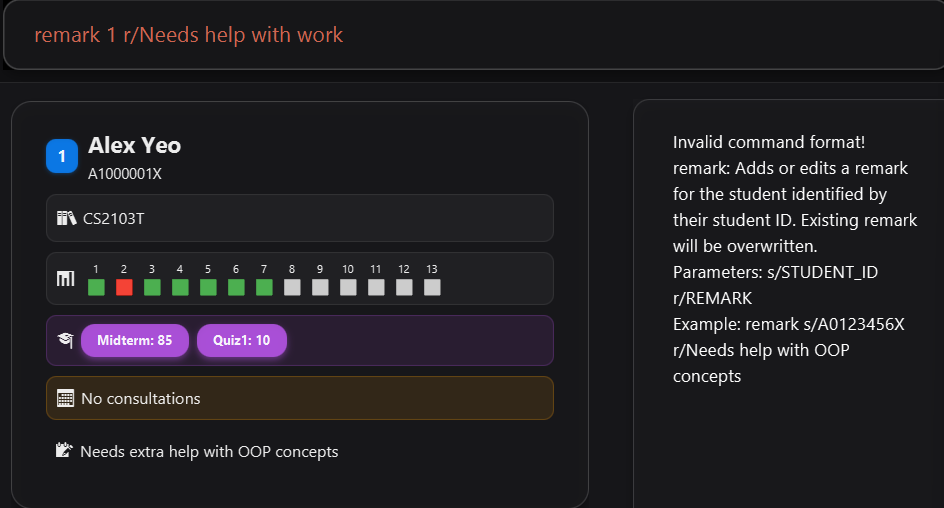 remark 1 r/Needs help with work
1
Alex Yeo
A1000001X
CS2103T
1 2 3 4 5 6 7 8 9 10 11 12 13
Midterm: 85 Quiz1: 10
No consultations
Needs extra help with OOP concepts
Invalid command format!
remark: Adds or edits a remark
for the student identified by
their student ID. Existing remark
will be overwritten.
Parameters: s/STUDENT_ID
r/REMARK
Example: remark s/A0123456X
r/Needs help with OOP
concepts